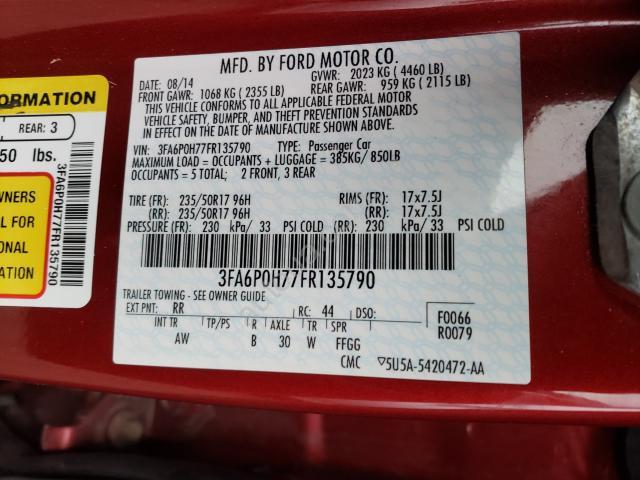 MFD. BY FORD MOTOR CO.
DATE: 08/14 GVWR: 2023 KG ( 4460 LB)
FRONT GAWR: 1068 KG ( 2355 LB) REAR GAWR: 959 KG ( 2115 LB)
THIS VEHICLE CONFORMS TO ALL APPLICABLE FEDERAL MOTOR
VEHICLE SAFETY, BUMPER, AND THEFT PREVENTION STANDARDS
IN EFFECT ON THE DATE OF MANUFACTURE SHOWN ABOVE.
VIN: 3FA6P0H77FR135790 TYPE: Passenger Car
MAXIMUM LOAD = OCCUPANTS + LUGGAGE = 385KG/850LB
OCCUPANTS = 5 TOTAL: 2 FRONT, 3 REAR
TIRE (FR): 235/50R17 96H RIMS (FR): 17x7.5J
(RR): 235/50R17 96H (RR): 17x7.5J
PRESSURE (FR): 230 kPa/ 33 PSI COLD (RR): 230 kPa/ 33 PSI COLD
3FA6P0H77FR135790
TRAILER TOWING - SEE OWNER GUIDE.
EXT PNT: RR RC: 44 DSO: F0066
R0079
INT TR TP/PS R AXLE TR SPR
AW B 30 W FFGG
CMC ▽5U5A-5420472-AA
ORMATION
REAR: 3
50 lbs.
WNERS
L FOR
IONAL
TION
3FA6P0H77FR135790